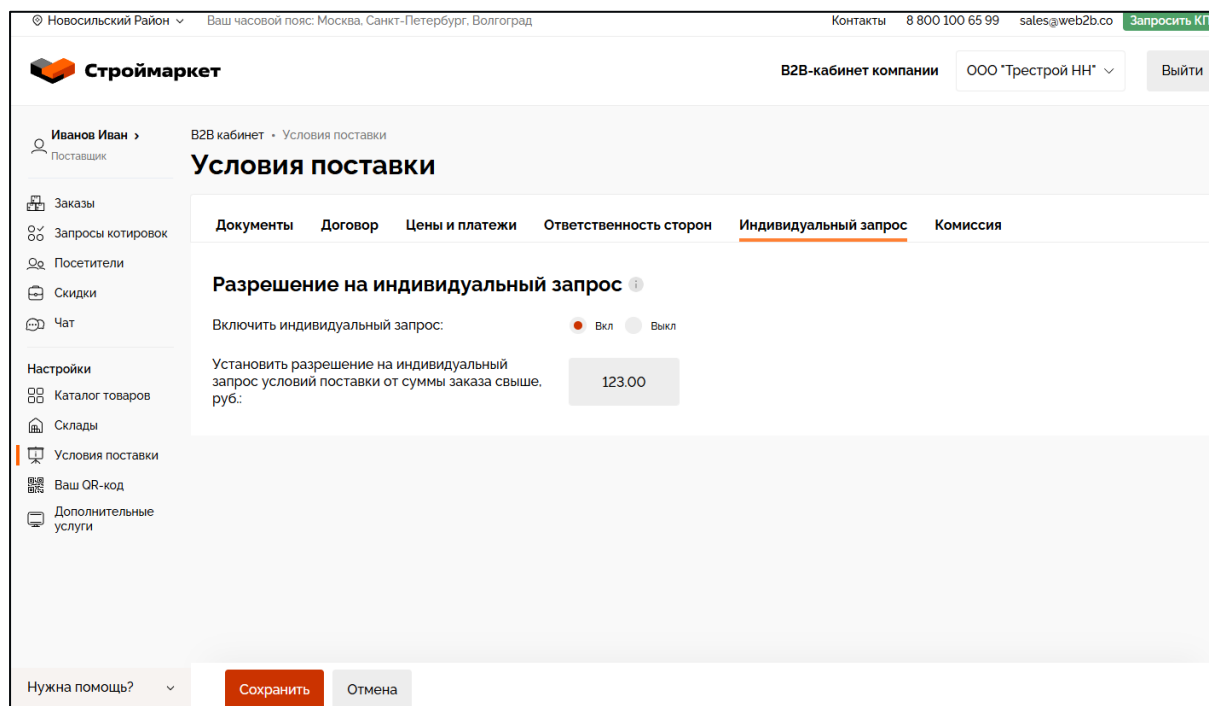 Новосильский Район
Ваш часовой пояс: Москва, Санкт-Петербург, Волгоград
Контакты
8 800 100 65 99
sales@web2b.co
Запросить КП
Строймаркет
B2B-кабинет компании
ООО "Трестрой НН"
Выйти
Иванов Иван
Поставщик
B2B кабинет • Условия поставки
Условия поставки
Заказы
Запросы котировок
Посетители
Скидки
Чат
Настройки
Каталог товаров
Склады
Условия поставки
Ваш QR-код
Дополнительные
услуги
Документы
Договор
Цены и платежи
Ответственность сторон
Индивидуальный запрос
Комиссия
Разрешение на индивидуальный запрос
Включить индивидуальный запрос:
Вкл
Выкл
Установить разрешение на индивидуальный
запрос условий поставки от суммы заказа свыше,
руб.:
123.00
Нужна помощь?
Сохранить
Отмена